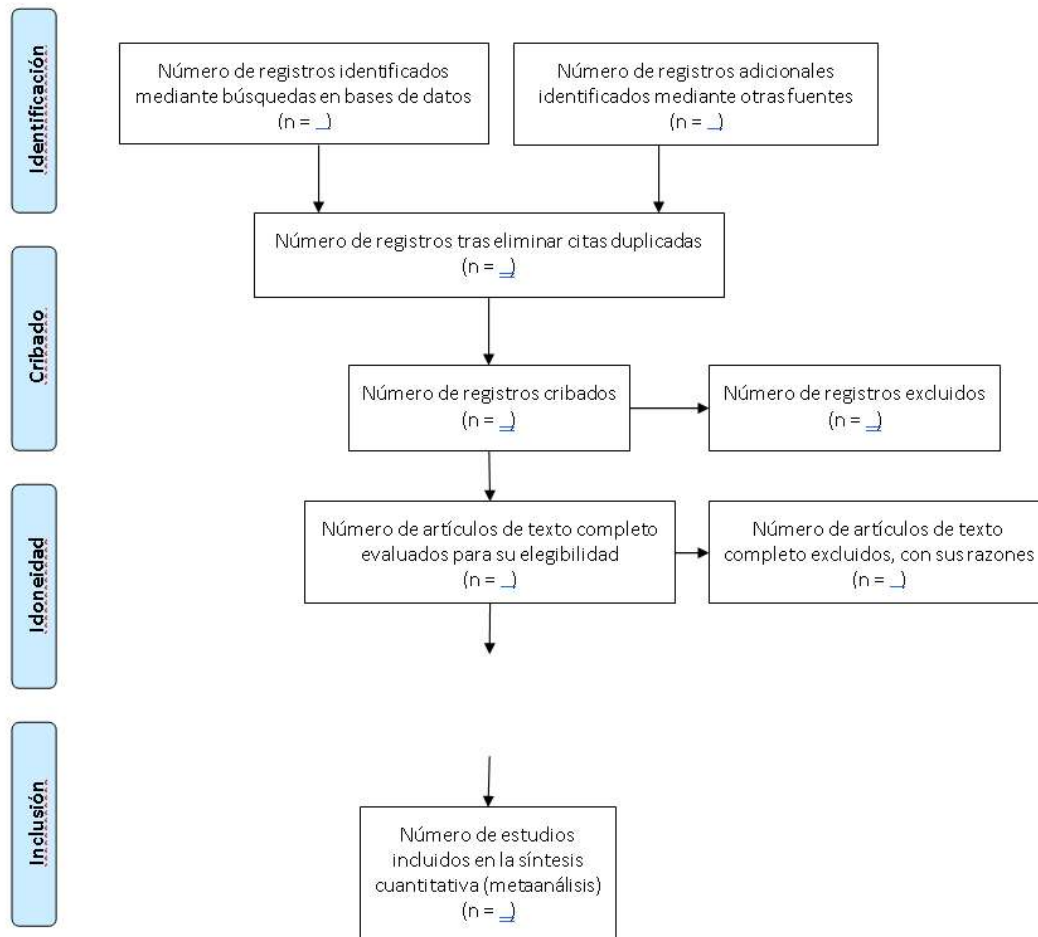 Identificación
Número de registros identificados
mediante búsquedas en bases de datos
(n = _)
Número de registros adicionales
identificados mediante otras fuentes
(n = _)
Número de registros tras eliminar citas duplicadas
(n = _)
Cribado
Número de registros cribados
(n = _)
Número de registros excluidos
(n = _)
Idoneidad
Número de artículos de texto completo
evaluados para su elegibilidad
(n = _)
Número de artículos de texto
completo excluidos, con sus razones
(n = _)
Inclusión
Número de estudios
incluidos en la síntesis
cuantitativa (metaanálisis)
(n = _)